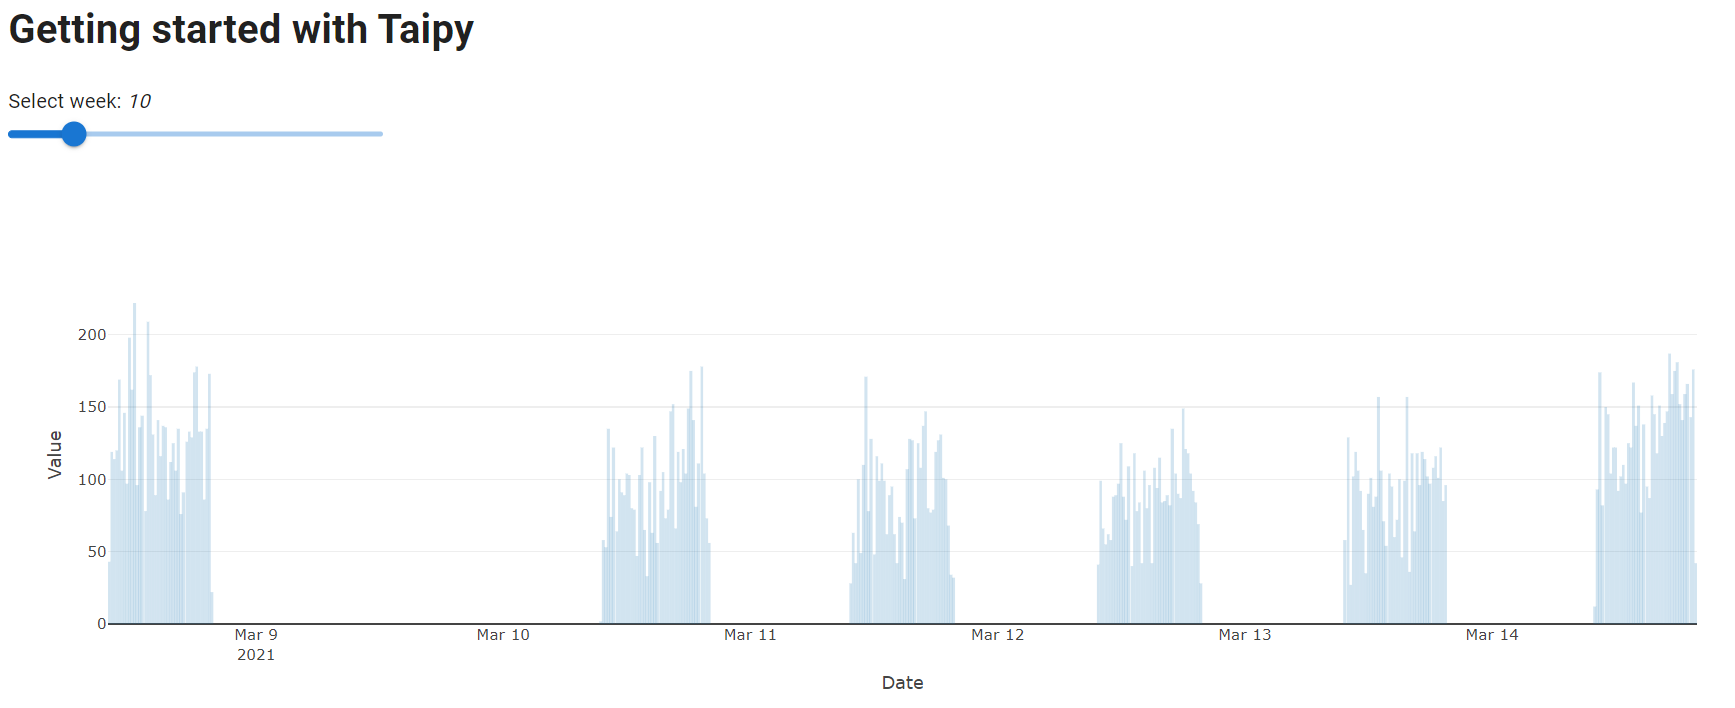 Getting started with Taipy
Select week: 10
200
150
100
50
0
Value
Mar 9
2021
Mar 10
Mar 11
Mar 12
Mar 13
Mar 14
Date